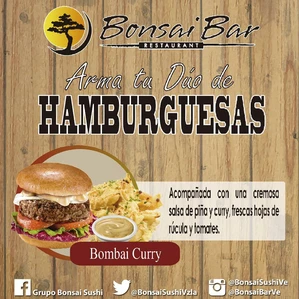 Bonsai Bar
RESTAURANT
Arma tu Dúo de
HAMBURGUESAS
Acompañada con una cremosa
salsa de piña y curry, frescas hojas de
rúcula y tomates.
Bombai Curry
Grupo Bonsai Sushi
@BonsaiSushiVzla
@BonsaiSushiVe
@BonsaiBarVe